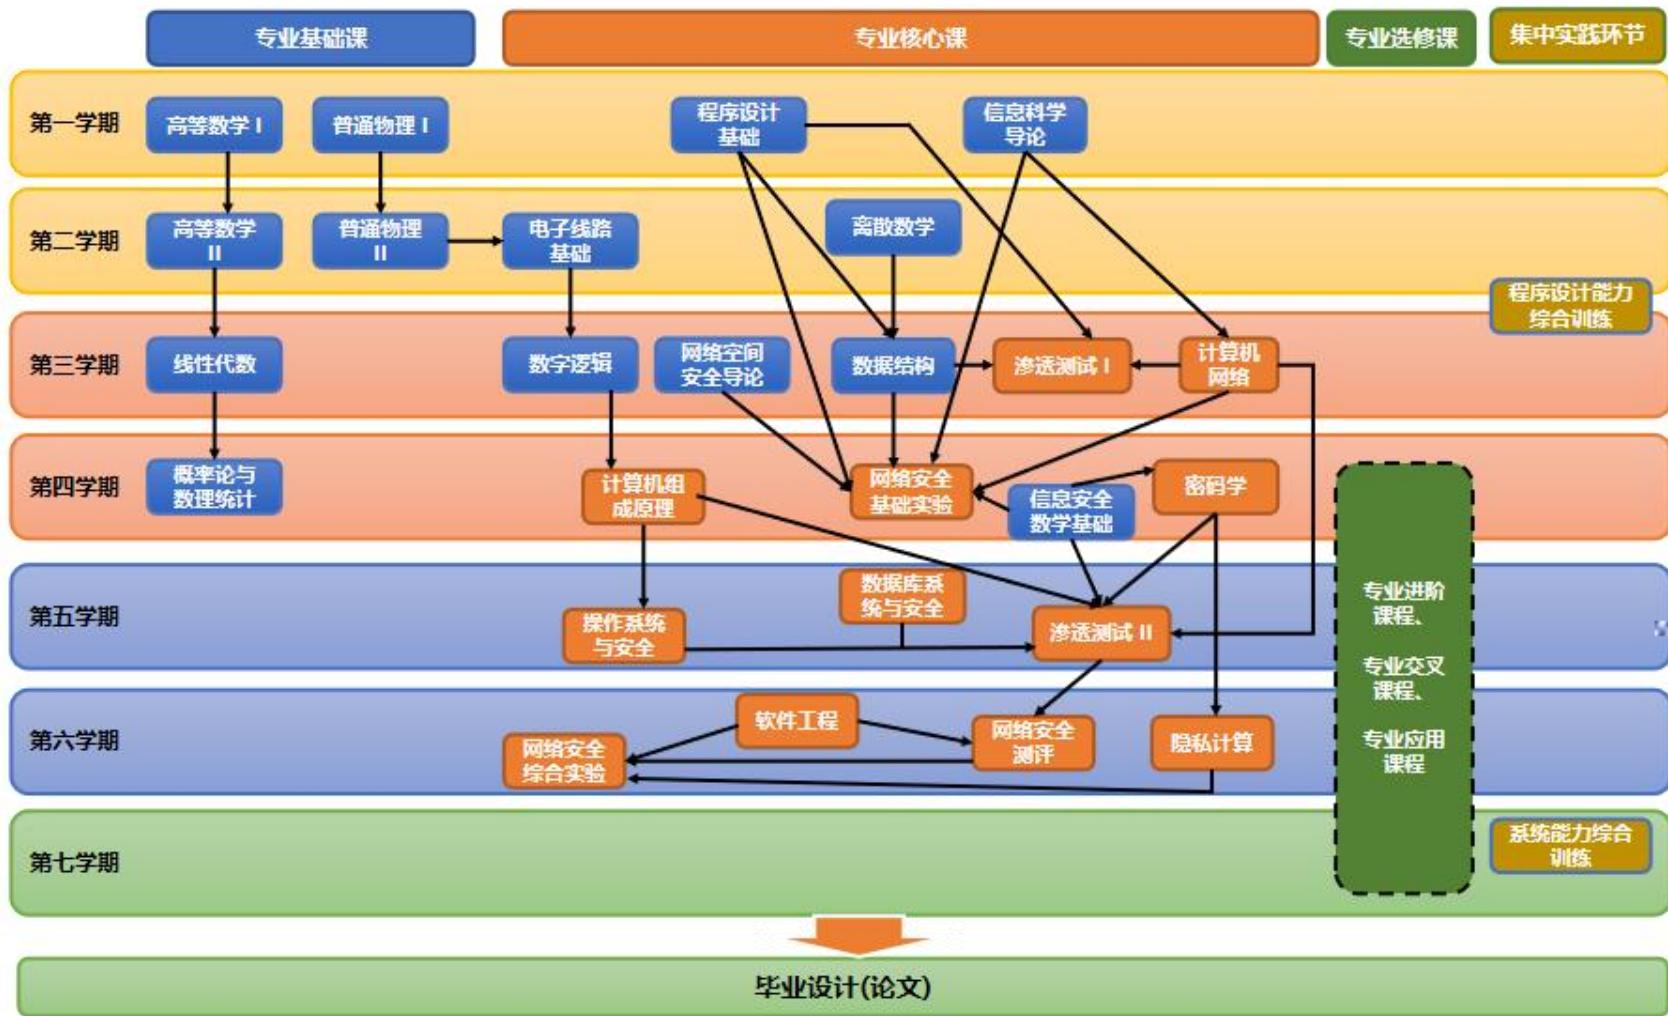 专业基础课
专业核心课
专业选修课
集中实践环节
第一学期
高等数学 I
普通物理 I
程序设计
基础
信息科学
导论
第二学期
高等数学
II
普通物理
II
电子线路
基础
离散数学
程序设计能力
综合训练
第三学期
线性代数
数字逻辑
网络空间
安全导论
数据结构
渗透测试 I
计算机
网络
第四学期
概率论与
数理统计
计算机组
成原理
网络安全
基础实验
信息安全
数学基础
密码学
第五学期
操作系统
与安全
数据库系
统与安全
渗透测试 II
专业进阶
课程、
专业交叉
课程、
专业应用
课程
第六学期
网络安全
综合实验
软件工程
网络安全
测评
隐私计算
第七学期
系统能力综合
训练
毕业设计(论文)